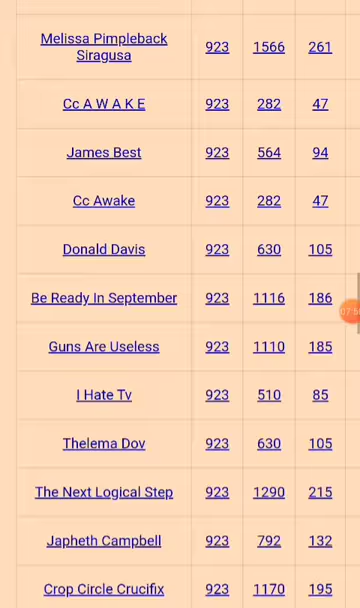 Melissa Pimpleback
Siragusa 923 1566 261
Cc A W A K E 923 282 47
James Best 923 564 94
Cc Awake 923 282 47
Donald Davis 923 630 105
Be Ready In September 923 1116 186
Guns Are Useless 923 1110 185
I Hate Tv 923 510 85
Thelema Dov 923 630 105
The Next Logical Step 923 1290 215
Japheth Campbell 923 792 132
Crop Circle Crucifix 923 1170 195